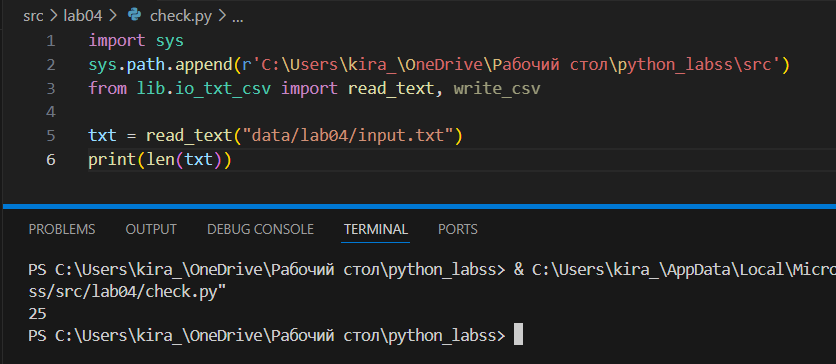 src > lab04 > check.py > ...
1 import sys
2 sys.path.append(r'C:\Users\kira_\OneDrive\Рабочий стол\python_labss\src')
3 from lib.io_txt_csv import read_text, write_csv
4
5 txt = read_text("data/lab04/input.txt")
6 print(len(txt))
PROBLEMS OUTPUT DEBUG CONSOLE TERMINAL PORTS
PS C:\Users\kira_\OneDrive\Рабочий стол\python_labss> & C:\Users\kira_\AppData\Local\Micro
ss/src/lab04/check.py"
25
PS C:\Users\kira_\OneDrive\Рабочий стол\python_labss>